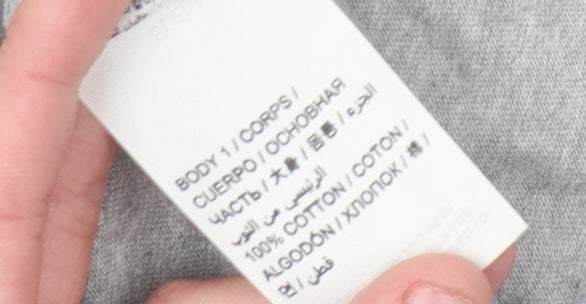 BODY 1 / CORPS /
CUERPO / ОСНОВНАЯ
ЧАСТЬ / 大身 / 몸통 / الجزء
الرئيسي من الثوب
100% COTTON / COTON /
ALGODÓN / ХЛОПОК / 棉 /
면 / قطن